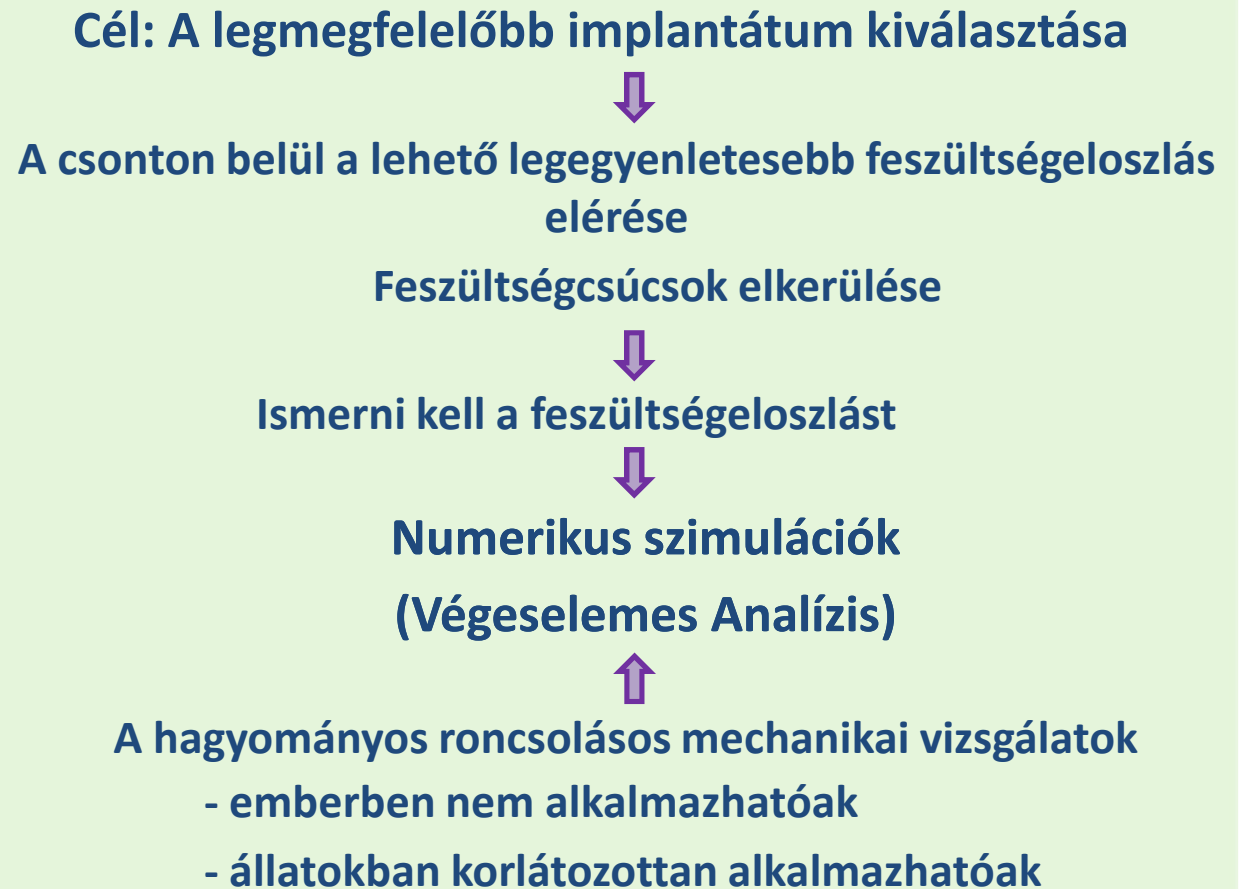 Cél: A legmegfelelőbb implantátum kiválasztása
A csonton belül a lehető legegyenletesebb feszültségeloszlás
elérése
Feszültségcsúcsok elkerülése
Ismerni kell a feszültségeloszlást
Numerikus szimulációk
(Végeselemes Analízis)
A hagyományos roncsolásos mechanikai vizsgálatok
- emberben nem alkalmazhatóak
- állatokban korlátozottan alkalmazhatóak